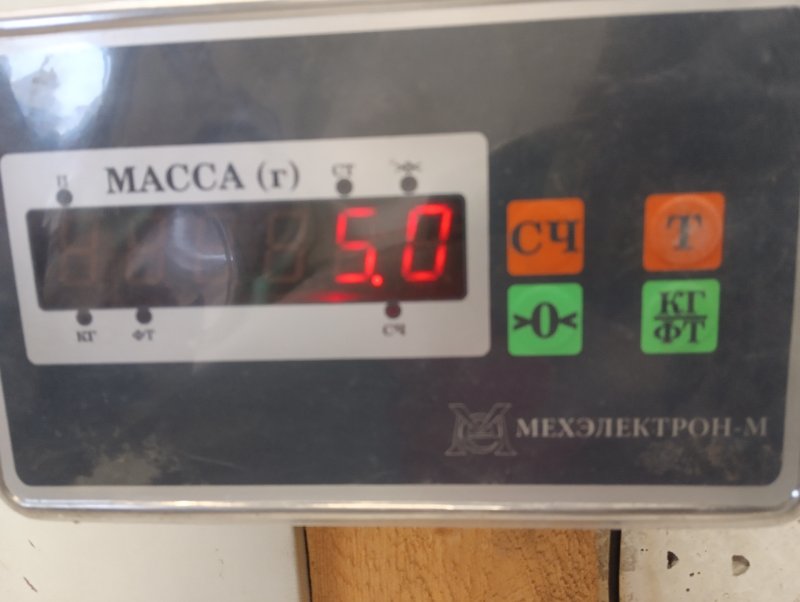 П МАССА (г) СТ >Ф<
5.0
КГ ФТ СЧ
СЧ Т
>0< КГ
ФТ
МЕХЭЛЕКТРОН-М